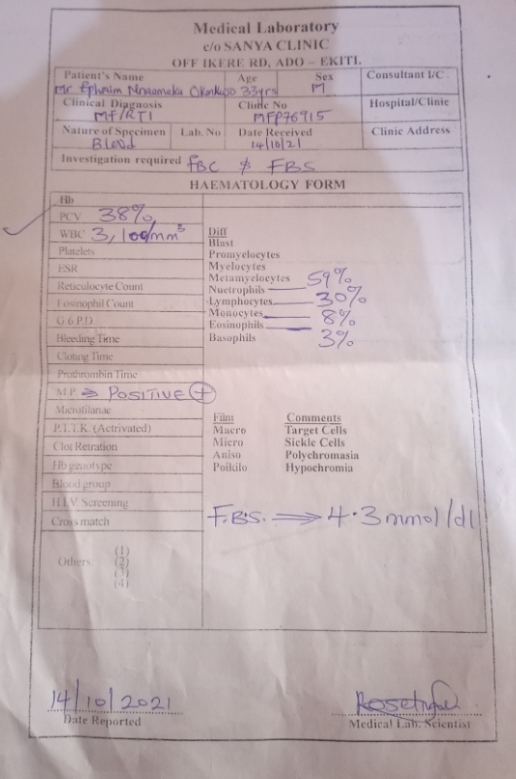 Medical Laboratory
c/o SANYA CLINIC
OFF IKERE RD, ADO – EKITI.
Patient's Name Age Sex Consultant I/C
Mr Ephraim Nnaemeka Okonkwo 33yrs M
Clinical Diagnosis Clinic No Hospital/Clinic
MF/RTI MFP76915
Nature of Specimen Lab. No Date Received Clinic Address
Blood 14/10/21
Investigation required FBC & FBS
HAEMATOLOGY FORM
Hb
PCV 38%
WBC 3,100/mm³ Diff
Blast
Platelets Promyelocytes
ESR Myelocytes
Metamyelocytes
Reticulocyte Count Nuetrophils 59%
Eosinophil Count Lymphocytes 30%
G 6 P.D Monocytes 8%
Eosinophils 3%
Bleeding Time Basophils
Cloting Time
Prothrombin Time
M.P. ⇒ POSITIVE +
Microfilariae Film Comments
P.T.T.K. (Activated) Macro Target Cells
Clot Retration Micro Sickle Cells
Aniso Polychromasia
Hb genotype Poikilo Hypochromia
Blood group
H.I.V. Screening
Cross match F.B.S. ⇒ 4.3mmol/dl
Others. (1)
(2)
(3)
(4)
14/10/2021
Date Reported Medical Lab. Scientist